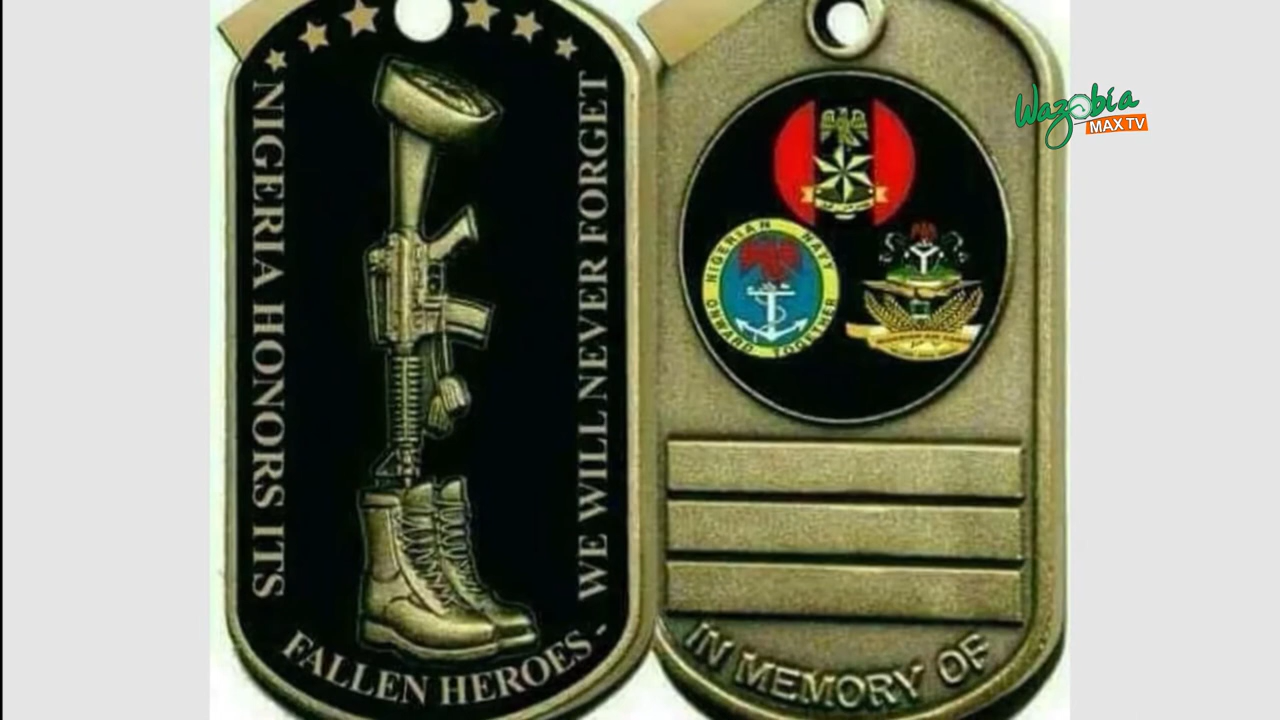 NIGERIA HONORS ITS
FALLEN HEROES -
WE WILL NEVER FORGET
NIGERIAN NAVY
ONWARD TOGETHER
IN MEMORY OF
Wazobia
MAX TV